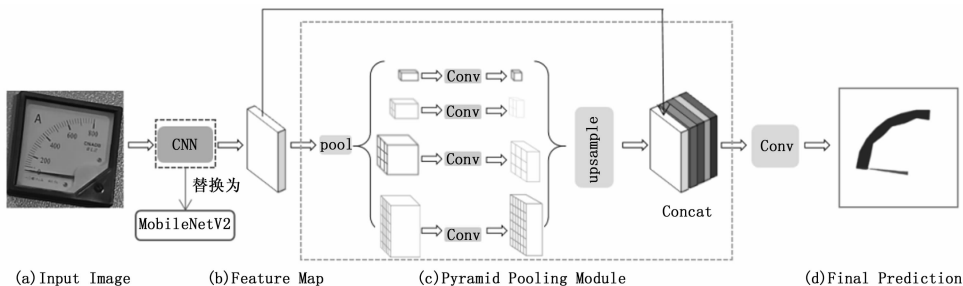 A
200
400
600
800
CNN
替换为
MobileNetV2
pool
Conv
Conv
Conv
Conv
upsample
Concat
Conv
(a)Input Image
(b)Feature Map
(c)Pyramid Pooling Module
(d)Final Prediction